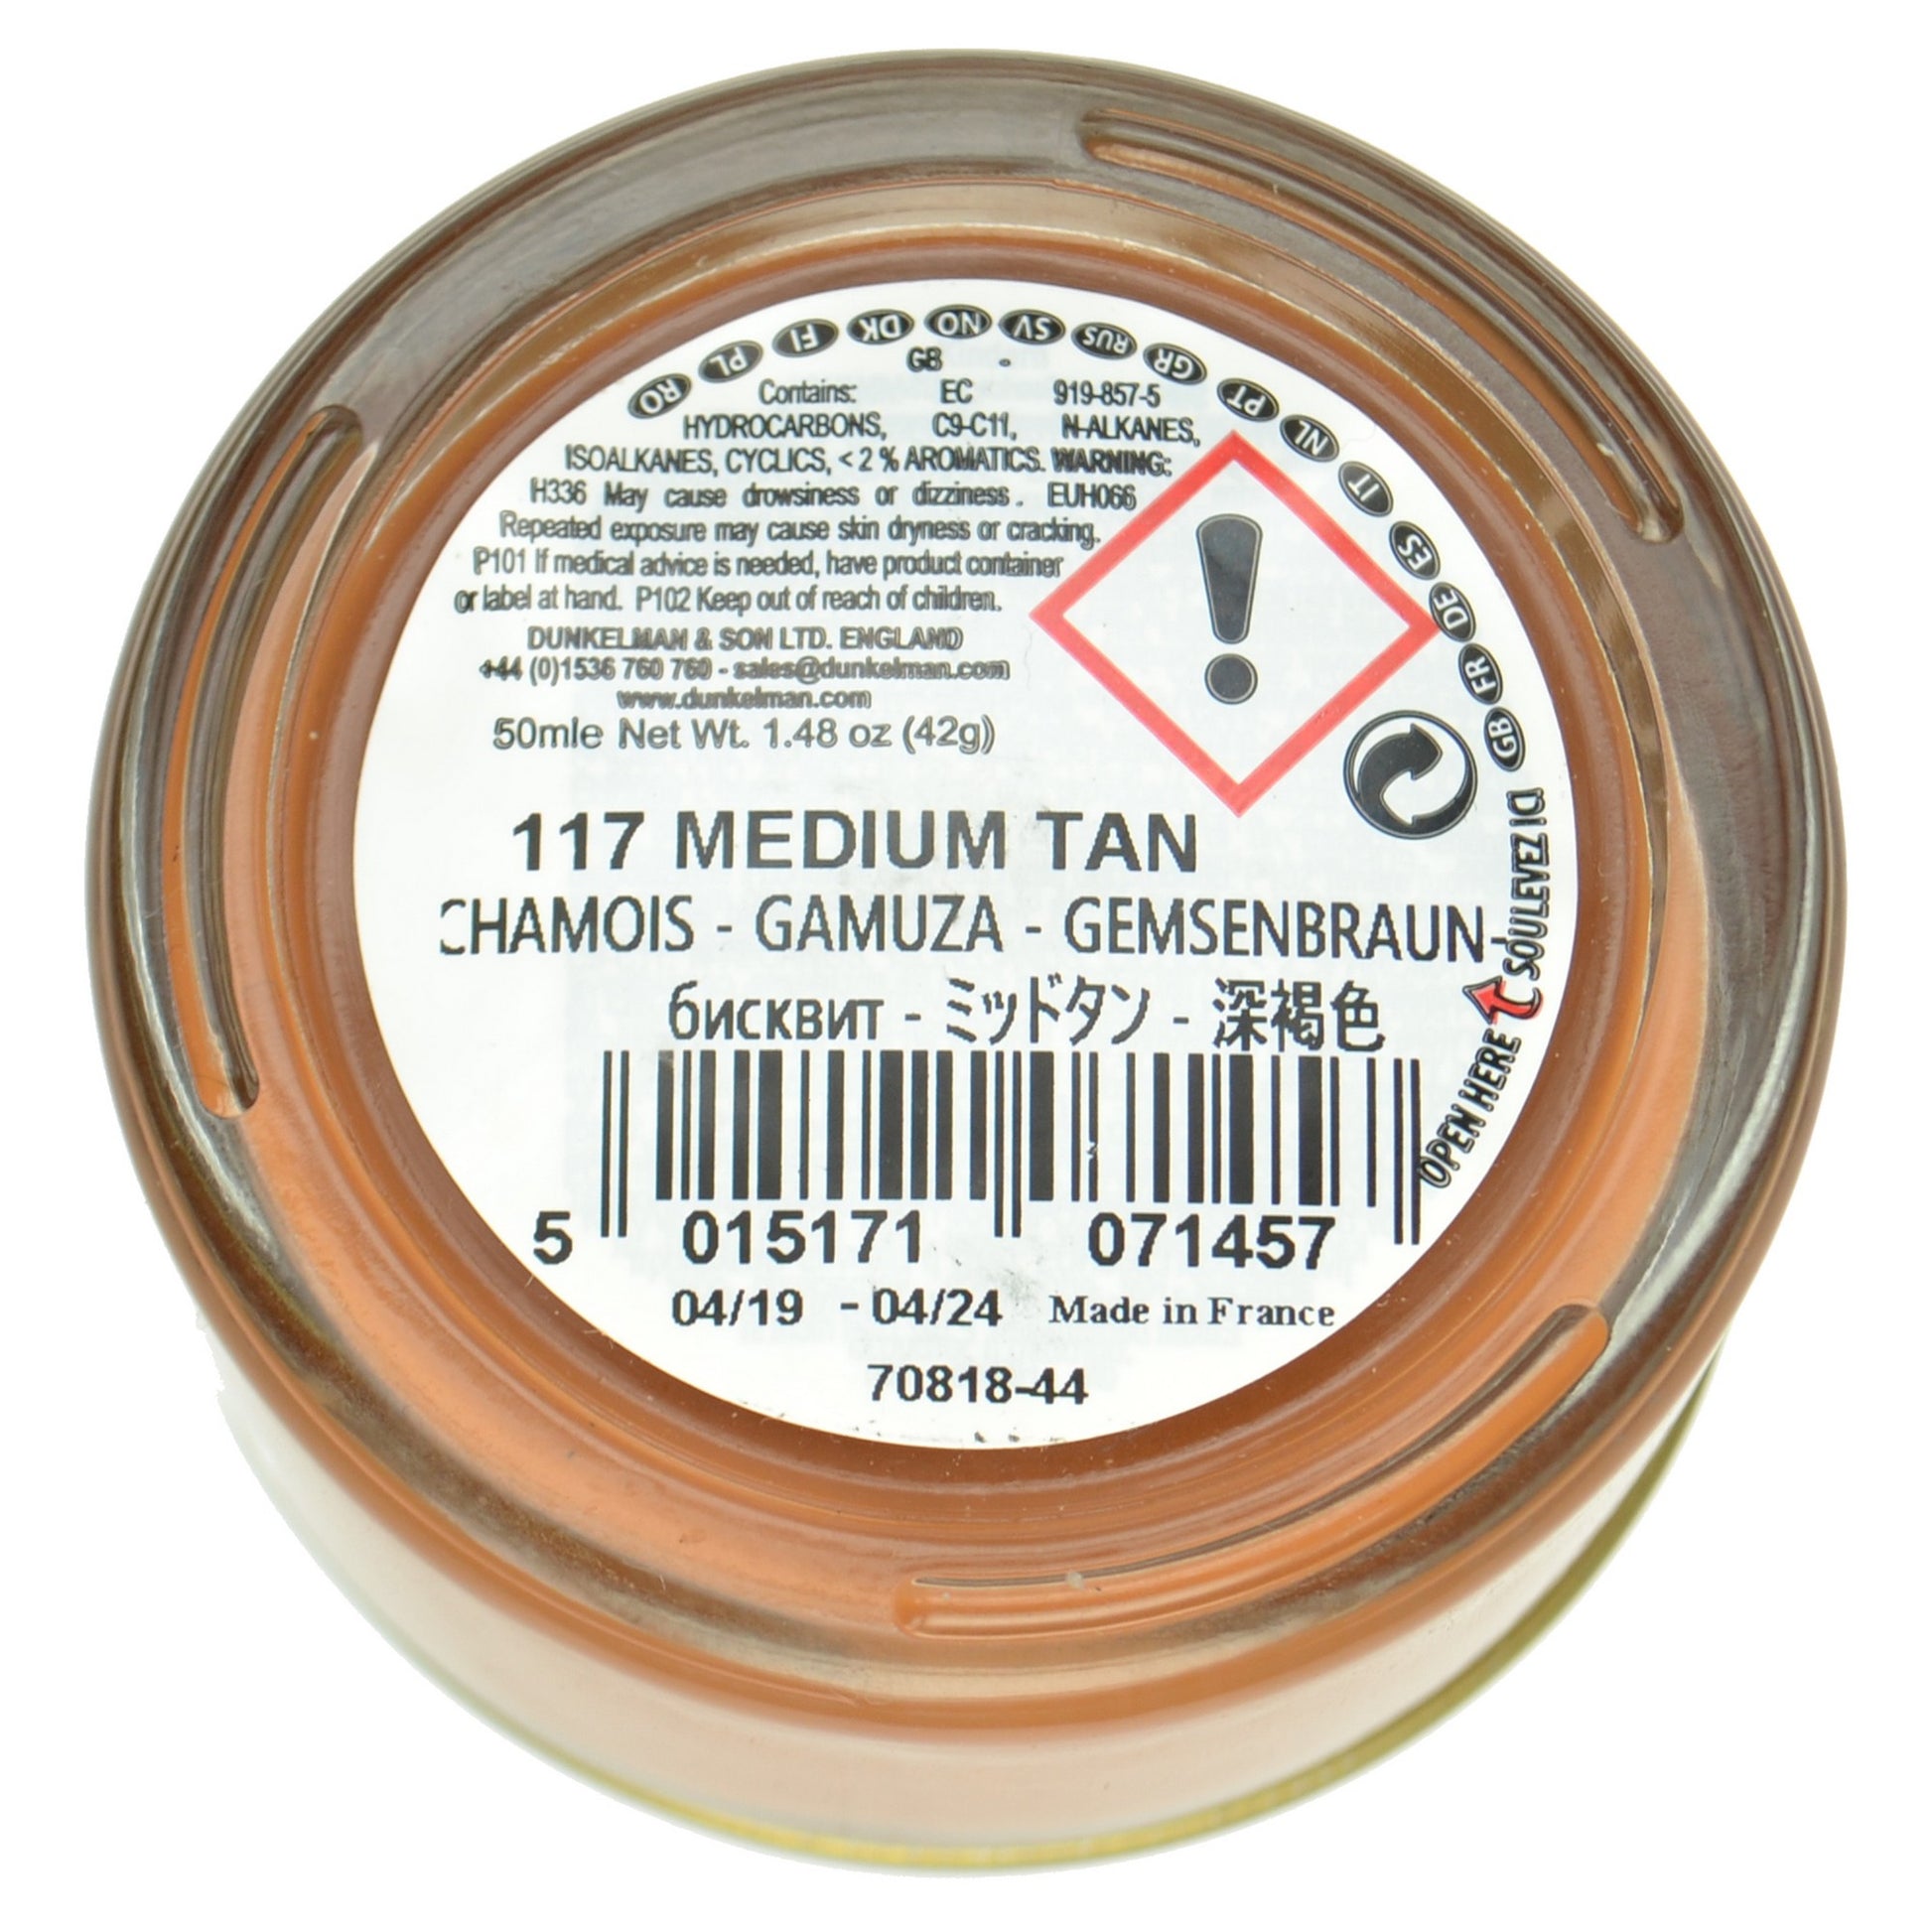 RO PL FI DK NO SV RUS GR PT NL IT ES DE FR GB
GB -
Contains: EC 919-857-5
HYDROCARBONS, C9-C11, N-ALKANES,
ISOALKANES, CYCLICS, < 2 % AROMATICS. WARNING:
H336 May cause drowsiness or dizziness. EUH066
Repeated exposure may cause skin dryness or cracking.
P101 If medical advice is needed, have product container
or label at hand. P102 Keep out of reach of children.
DUNKELMAN & SON LTD. ENGLAND
+44 (0)1536 760 760 - sales@dunkelman.com
www.dunkelman.com
50mle Net Wt. 1.48 oz (42g)
117 MEDIUM TAN
CHAMOIS - GAMUZA - GEMSENBRAUN-
бисквит - ミッドタン - 深褐色
OPEN HERE SOULEVEZ ICI
5 015171 071457
04/19 - 04/24 Made in France
70818-44